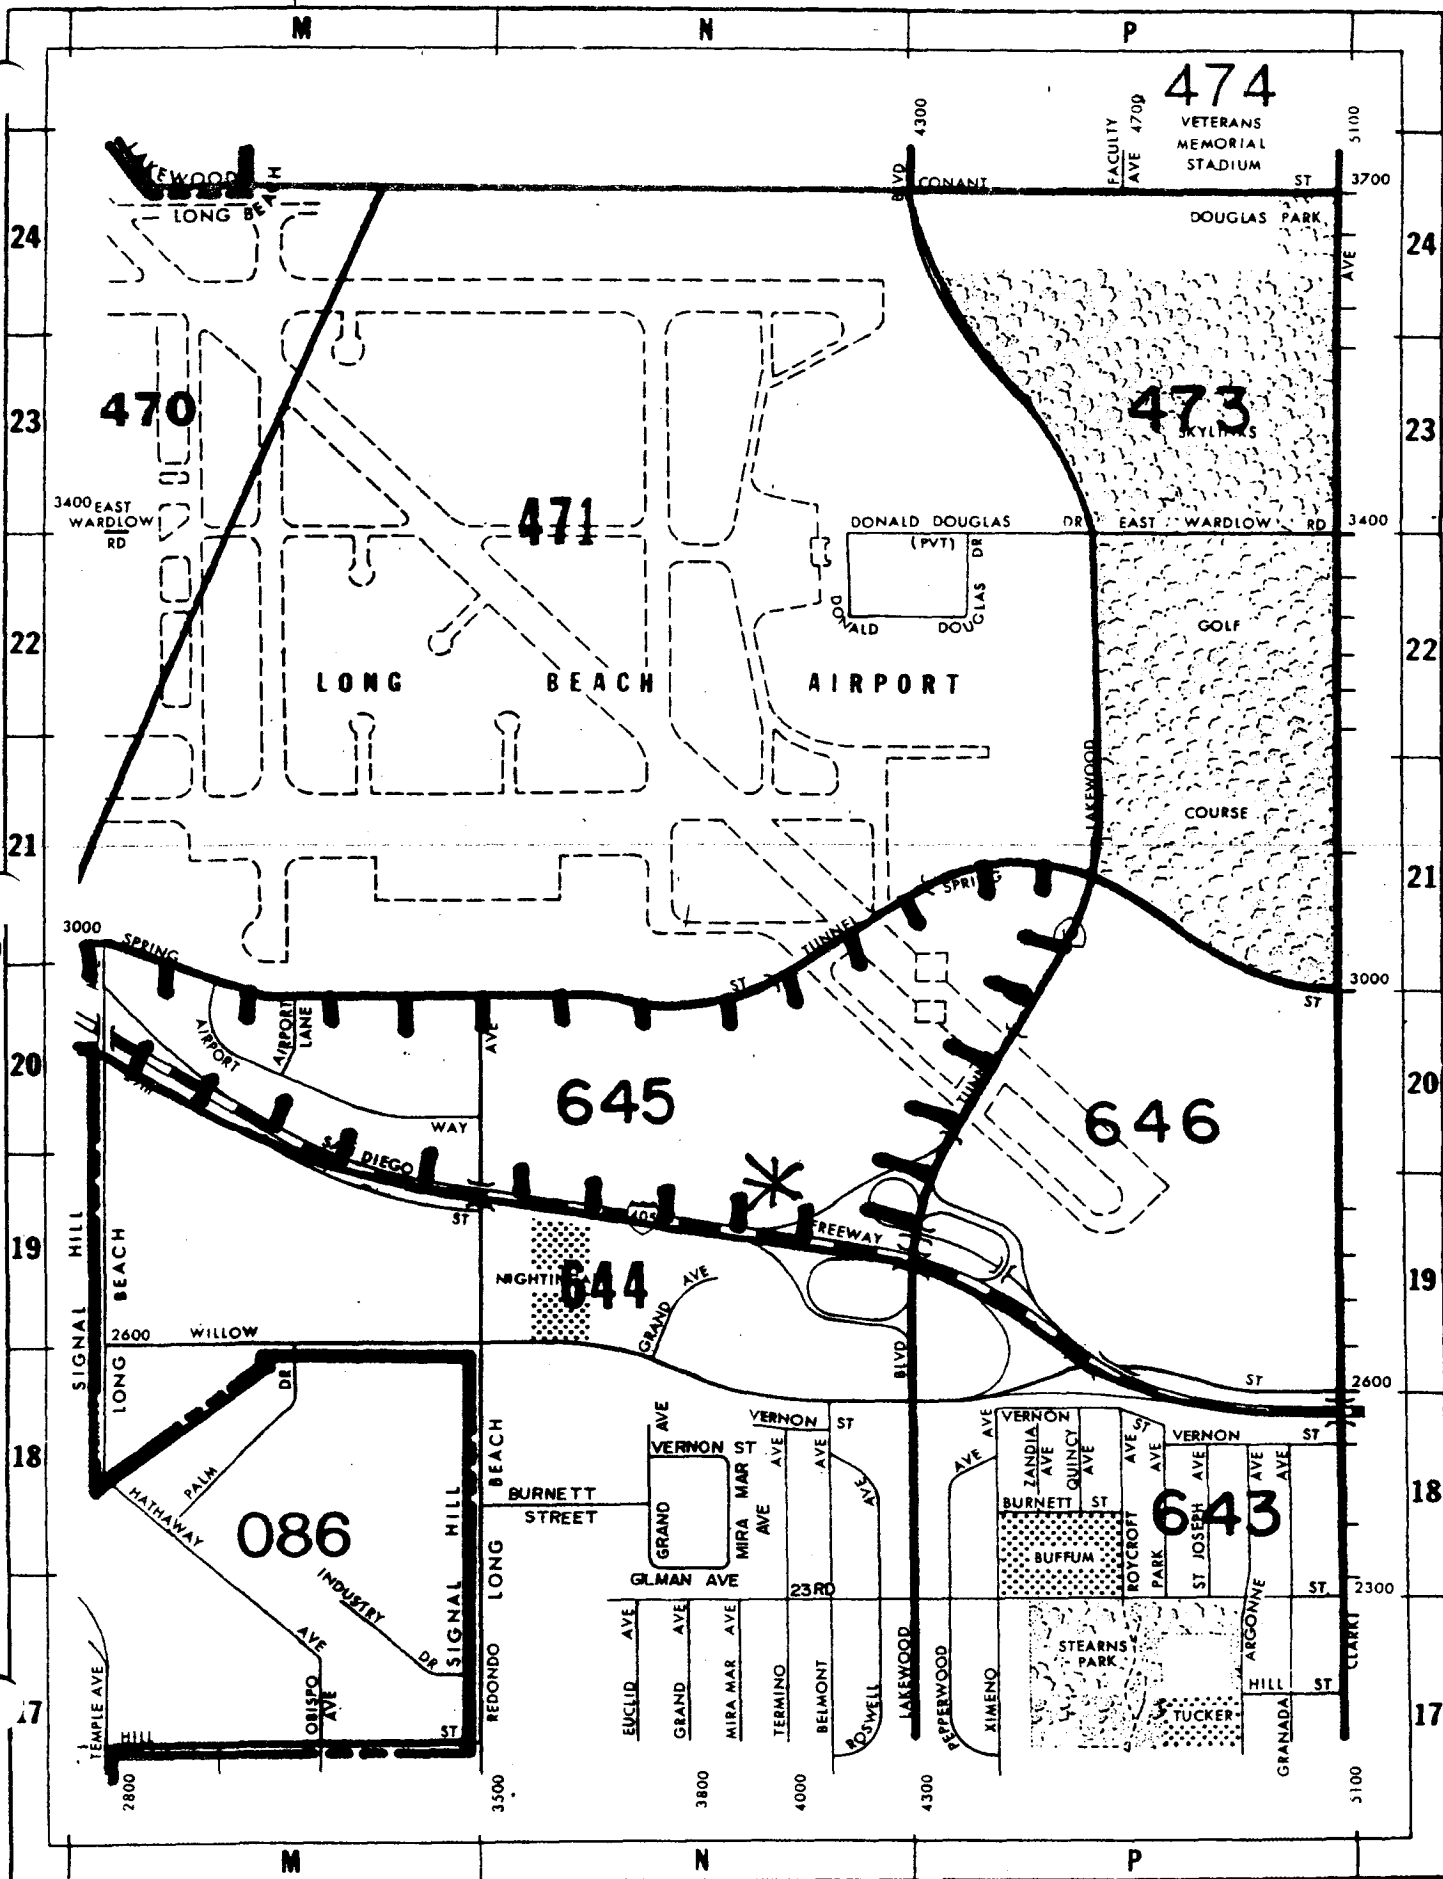 M N P
474
4300
FACULTY
AVE 4700
VETERANS
MEMORIAL
STADIUM
5100
LAKEWOOD
LONG BEACH
BLVD
CONANT ST
3700
DOUGLAS PARK
24 24
AVE
23 23
470
473
SKYLINKS
3400 EAST
WARDLOW
RD
471
DONALD DOUGLAS DR
(PVT)
EAST WARDLOW RD
3400
DOUGLAS DR
DONALD DOUGLAS
22 22
GOLF
LONG BEACH AIRPORT
LAKEWOOD
COURSE
21 21
3000
SPRING
SPRING
TUNNEL
ST
ST
3000
AIRPORT
AIRPORT
LANE
AVE
20 20
645
646
WAY
SAN DIEGO
405
FREEWAY
ST
19 19
SIGNAL HILL
LONG BEACH
644
GRAND AVE
2600 WILLOW
BLVD
ST
2600
DR
18 18
VERNON ST
AVE
VERNON ST
VERNON
ST
VERNON ST
ZANDIA
AVE
QUINCY
AVE
AVE
AVE
AVE
AVE
PALM
HATHAWAY
086
INDUSTRY
DR
AVE
SIGNAL HILL
LONG BEACH
BURNETT
STREET
GRAND
MIRA MAR
AVE
AVE
AVE
AVE
AVE
BURNETT ST
BUFFUM
643
ROYCROFT
PARK
ST JOSEPH
ARGONNE
GILMAN AVE
23RD
ST
2300
17 17
TEMPLE AVE
HILL ST
OBISPO
AVE
REDONDO
EUCLID AVE
GRAND AVE
MIRA MAR AVE
TERMINO
BELMONT
ROSWELL
LAKEWOOD
PEPPERWOOD
XIMENO
STEARNS
PARK
TUCKER
HILL ST
GRANADA
CLARK
2800
3500
3800
4000
4300
5100
M N P